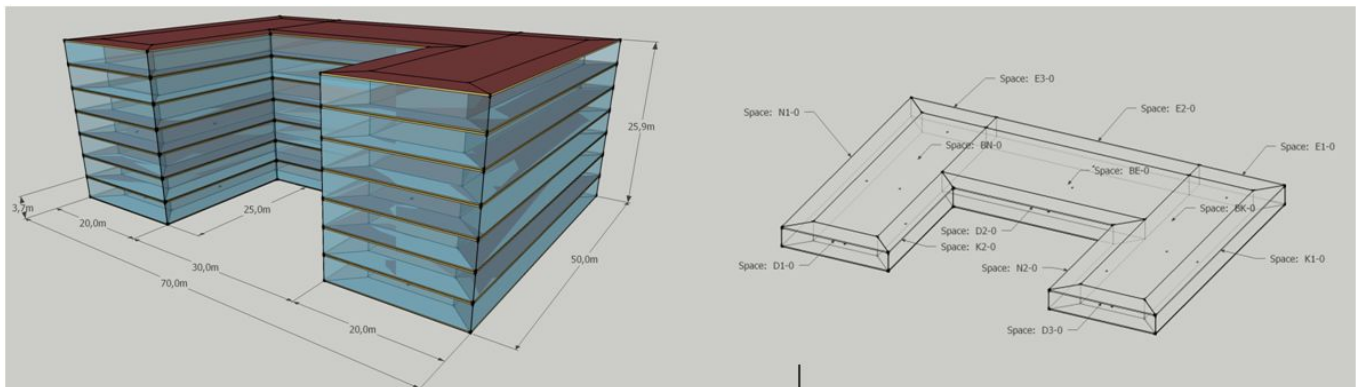 25,9m
3,7m
20,0m
25,0m
30,0m
70,0m
20,0m
50,0m
Space: E3-0
Space: N1-0
Space: E2-0
Space: BN-0
Space: E1-0
Space: BE-0
Space: BK-0
Space: D2-0
Space: K2-0
Space: D1-0
Space: N2-0
Space: K1-0
Space: D3-0